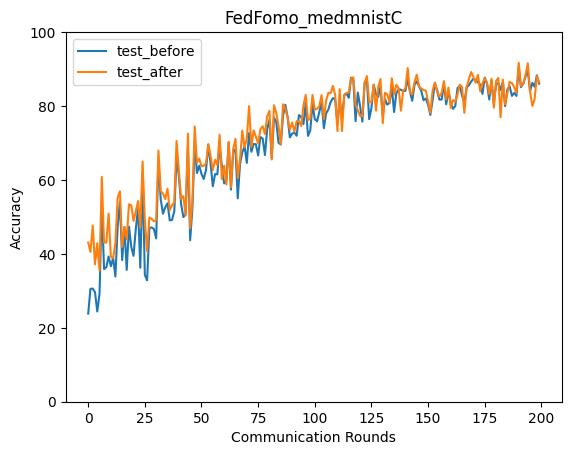 FedFomo_medmnistC
test_before
test_after
100
80
60
40
20
0
Accuracy
0 25 50 75 100 125 150 175 200
Communication Rounds